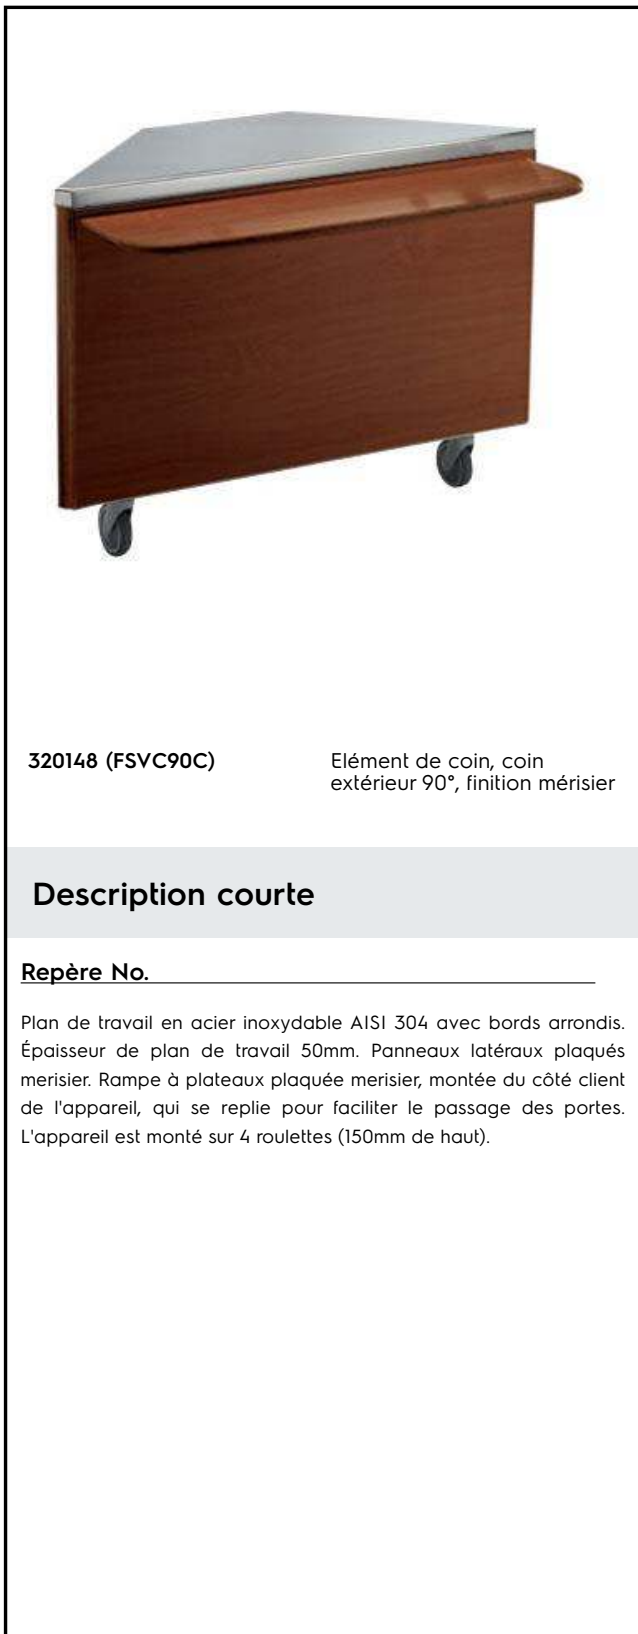 320148 (FSVC90C)
Elément de coin, coin
extérieur 90°, finition mérisier
Description courte
Repère No.
Plan de travail en acier inoxydable AISI 304 avec bords arrondis.
Épaisseur de plan de travail 50mm. Panneaux latéraux plaqués
merisier. Rampe à plateaux plaquée merisier, montée du côté client
de l'appareil, qui se replie pour faciliter le passage des portes.
L'appareil est monté sur 4 roulettes (150mm de haut).